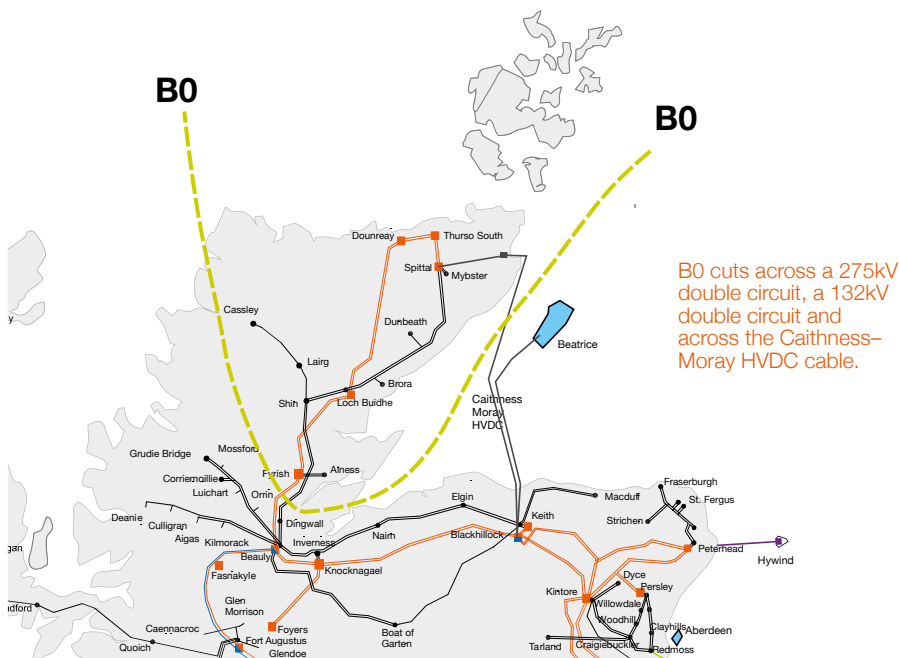 B0
B0
Dounreay
Thurso South
Spittal
Mybster
B0 cuts across a 275kV
double circuit, a 132kV
double circuit and
across the Caithness–
Moray HVDC cable.
Cassley
Dunbeath
Beatrice
Lairg
Brora
Shin
Loch Buidhe
Caithness
Moray
HVDC
Grudie Bridge
Mossford
Fyrish
Alness
Corriemoillie
Luichart
Orrin
Elgin
Macduff
Fraserburgh
St. Fergus
Deanie
Culligran
Dingwall
Nairn
Keith
Strichen
Aigas
Kilmorack
Inverness
Blackhillock
Peterhead
Beauly
Hywind
Fasnakyle
Knocknagael
Dyce
Persley
Kintore
Willowdale
Glen
Morrison
Woodhill
Caennacroc
Foyers
Boat of
Garten
Clayhills
Aberdeen
Fort Augustus
Quoich
Glendoe
Tarland
Craigiebuckler
Redmoss